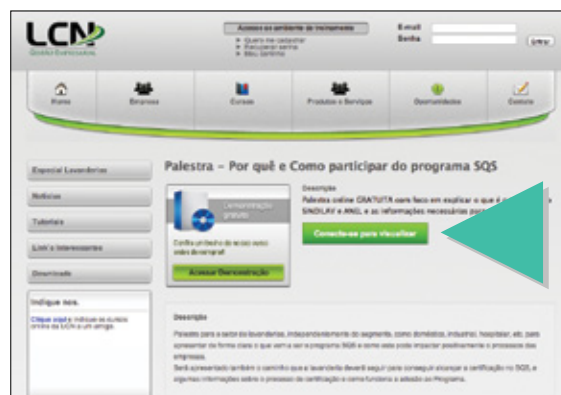 LCN
Gestão Empresarial
Acesso ao ambiente de treinamento
Quero me cadastrar
Recuperar senha
Meu carrinho
E-mail
Senha
Entrar
Home
Empresa
Cursos
Produtos e Serviços
Oportunidades
Contato
Especial Lavanderias
Notícias
Tutoriais
Link's Interessantes
Downloads
Indique nos.
Clique aqui e indique os cursos
online da LCN a um amigo.
Palestra – Por quê e Como participar do programa SQS
Demonstração
gratuita
Confira um trecho do nosso curso
antes de comprar!
Acessar Demonstração
Descrição
Palestra online GRATUITA com foco em explicar o que é
SINDILAV e ANEL e as informações necessárias
Conecte-se para visualizar
Descrição
Palestra para o setor de lavanderias, independentemente do segmento, como doméstico, industrial, hospitalar, etc. para
apresentar de forma clara o que vem a ser o programa SQS e como este pode impactar positivamente o processos das
empresas.
Será apresentado também o caminho que a lavanderia deverá seguir para conseguir alcançar a certificação no SQS, e
algumas informações sobre o processo de certificação e como funciona a adesão ao Programa.